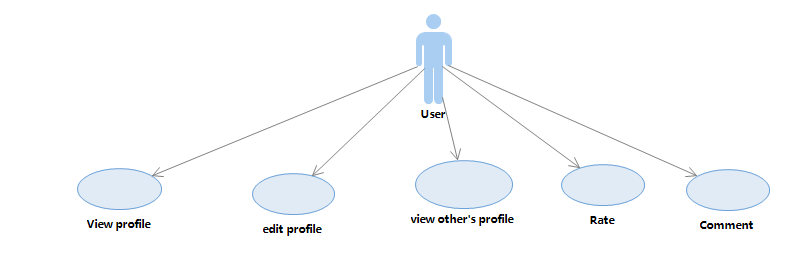 User
View profile
edit profile
view other's profile
Rate
Comment